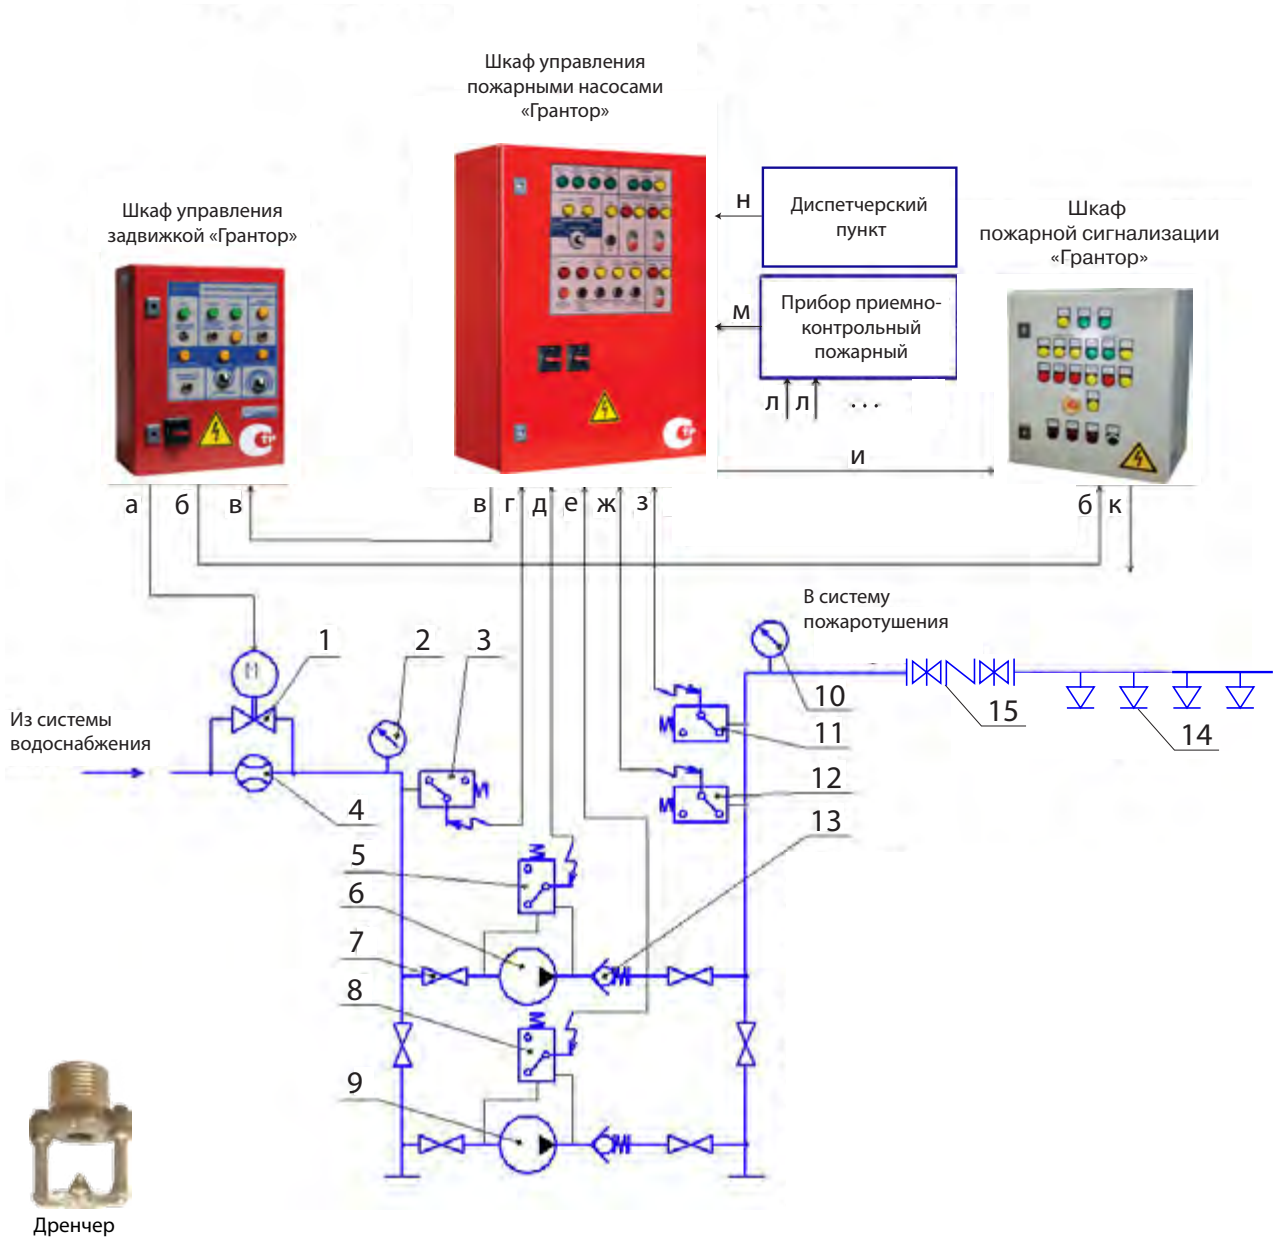 Шкаф управления
пожарными насосами
«Грантор»
Шкаф управления
задвижкой «Грантор»
н
Диспетчерский
пункт
Шкаф
пожарной сигнализации
«Грантор»
м
Прибор приемно-
контрольный
пожарный
л л ...
и
а б в
в г д е ж з
б к
В систему
пожаротушения
Из системы
водоснабжения
М
1
2
3
4
5
6
7
8
9
10
11
12
13
14
15
Дренчер